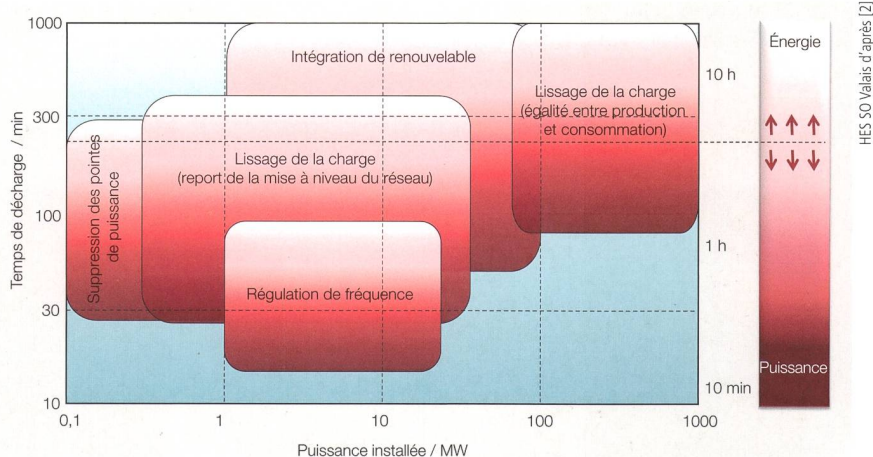 1000
300
100
30
10
Temps de décharge / min
Intégration de renouvelable
Lissage de la charge
(égalité entre production
et consommation)
Lissage de la charge
(report de la mise à niveau du réseau)
Suppression des pointes
de puissance
Régulation de fréquence
10 h
1 h
10 min
0,1
1
10
100
1000
Puissance installée / MW
Énergie
Puissance
HES SO Valais d'après [2]